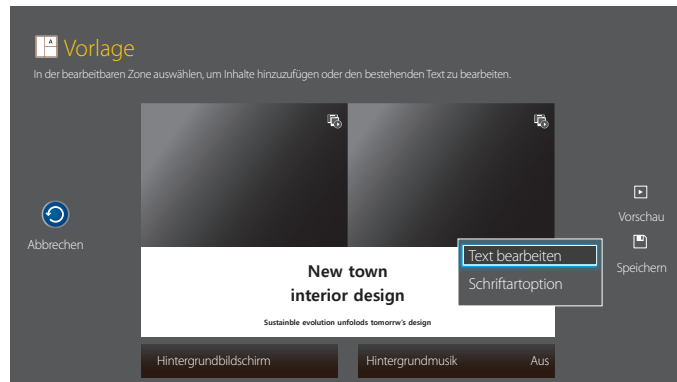 A
Vorlage
In der bearbeitbaren Zone auswählen, um Inhalte hinzuzufügen oder den bestehenden Text zu bearbeiten.
Abbrechen
New town
interior design
Sustainble evolution unfolods tomorrw's design
Text bearbeiten
Schriftartoption
Vorschau
Speichern
Hintergrundbildschirm
Hintergrundmusik Aus